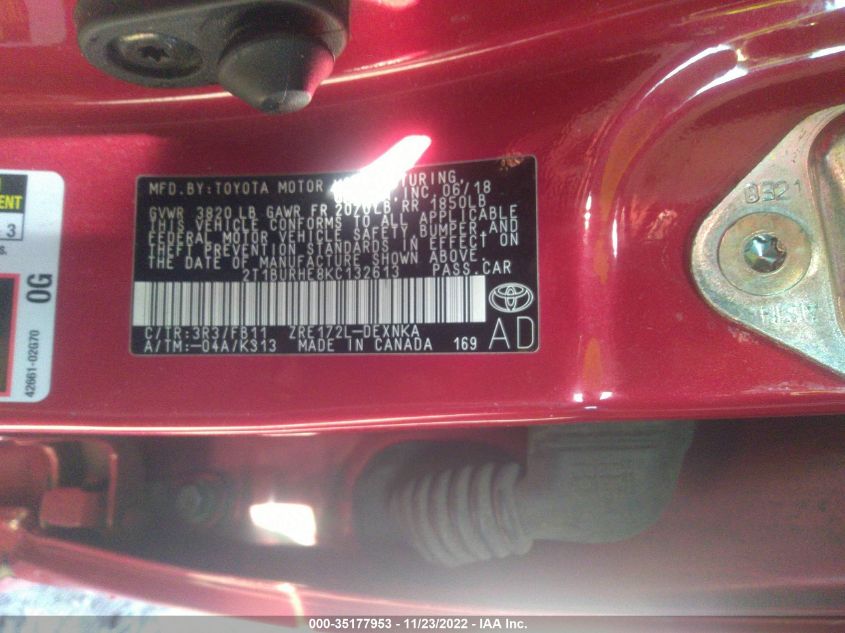 MFD.BY:TOYOTA MOTOR TURING,
INC. 06/18
GVWR 3820 LB GAWR FR 2020LB RR 1850LB
THIS VEHICLE CONFORMS TO ALL APPLICABLE
FEDERAL MOTOR VEHICLE SAFETY BUMPER AND
THEFT PREVENTION STANDARDS IN EFFECT ON
THE DATE OF MANUFACTURE SHOWN ABOVE.
2T1BURHE8KC132613 PASS.CAR
C/TR:3R3/FB11 ZRE172L-DEXNKA
A/TM:-04A/K313 MADE IN CANADA 169
AD
3
s.
0G
42661-02G70
000-35177953 - 11/23/2022 - IAA Inc.